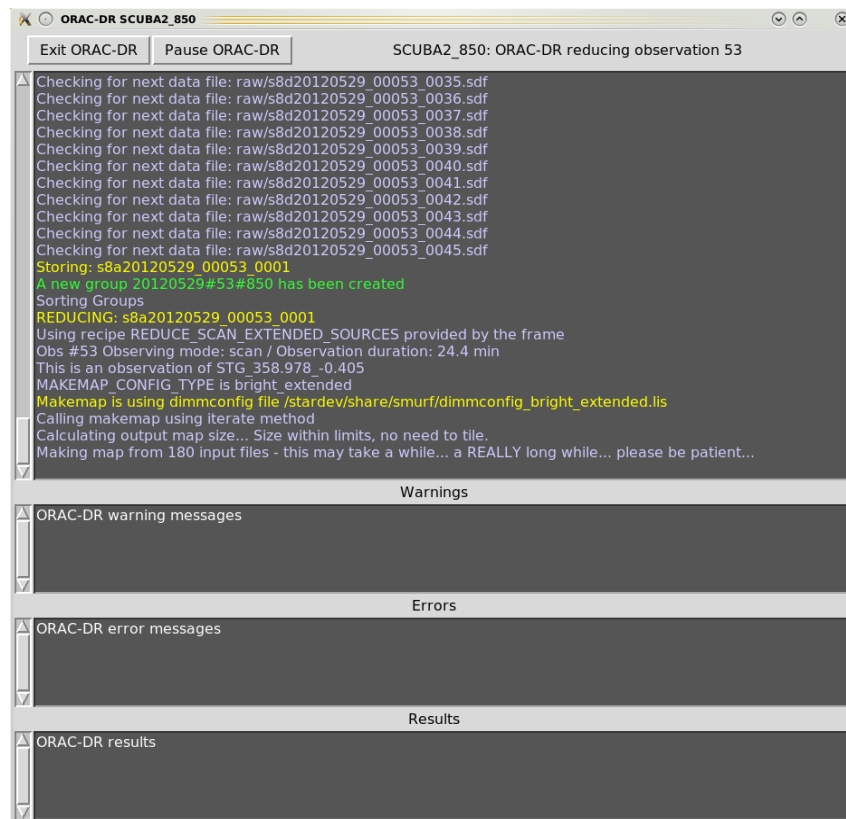 ORAC-DR SCUBA2_850
Exit ORAC-DR Pause ORAC-DR SCUBA2_850: ORAC-DR reducing observation 53
Checking for next data file: raw/s8d20120529_00053_0035.sdf
Checking for next data file: raw/s8d20120529_00053_0036.sdf
Checking for next data file: raw/s8d20120529_00053_0037.sdf
Checking for next data file: raw/s8d20120529_00053_0038.sdf
Checking for next data file: raw/s8d20120529_00053_0039.sdf
Checking for next data file: raw/s8d20120529_00053_0040.sdf
Checking for next data file: raw/s8d20120529_00053_0041.sdf
Checking for next data file: raw/s8d20120529_00053_0042.sdf
Checking for next data file: raw/s8d20120529_00053_0043.sdf
Checking for next data file: raw/s8d20120529_00053_0044.sdf
Checking for next data file: raw/s8d20120529_00053_0045.sdf
Storing: s8a20120529_00053_0001
A new group 20120529#53#850 has been created
Sorting Groups
REDUCING: s8a20120529_00053_0001
Using recipe REDUCE_SCAN_EXTENDED_SOURCES provided by the frame
Obs #53 Observing mode: scan / Observation duration: 24.4 min
This is an observation of STG_358.978_-0.405
MAKEMAP_CONFIG_TYPE is bright_extended
Makemap is using dimmconfig file /stardev/share/smurf/dimmconfig_bright_extended.lis
Calling makemap using iterate method
Calculating output map size... Size within limits, no need to tile.
Making map from 180 input files - this may take a while... a REALLY long while... please be patient...
Warnings
ORAC-DR warning messages
Errors
ORAC-DR error messages
Results
ORAC-DR results